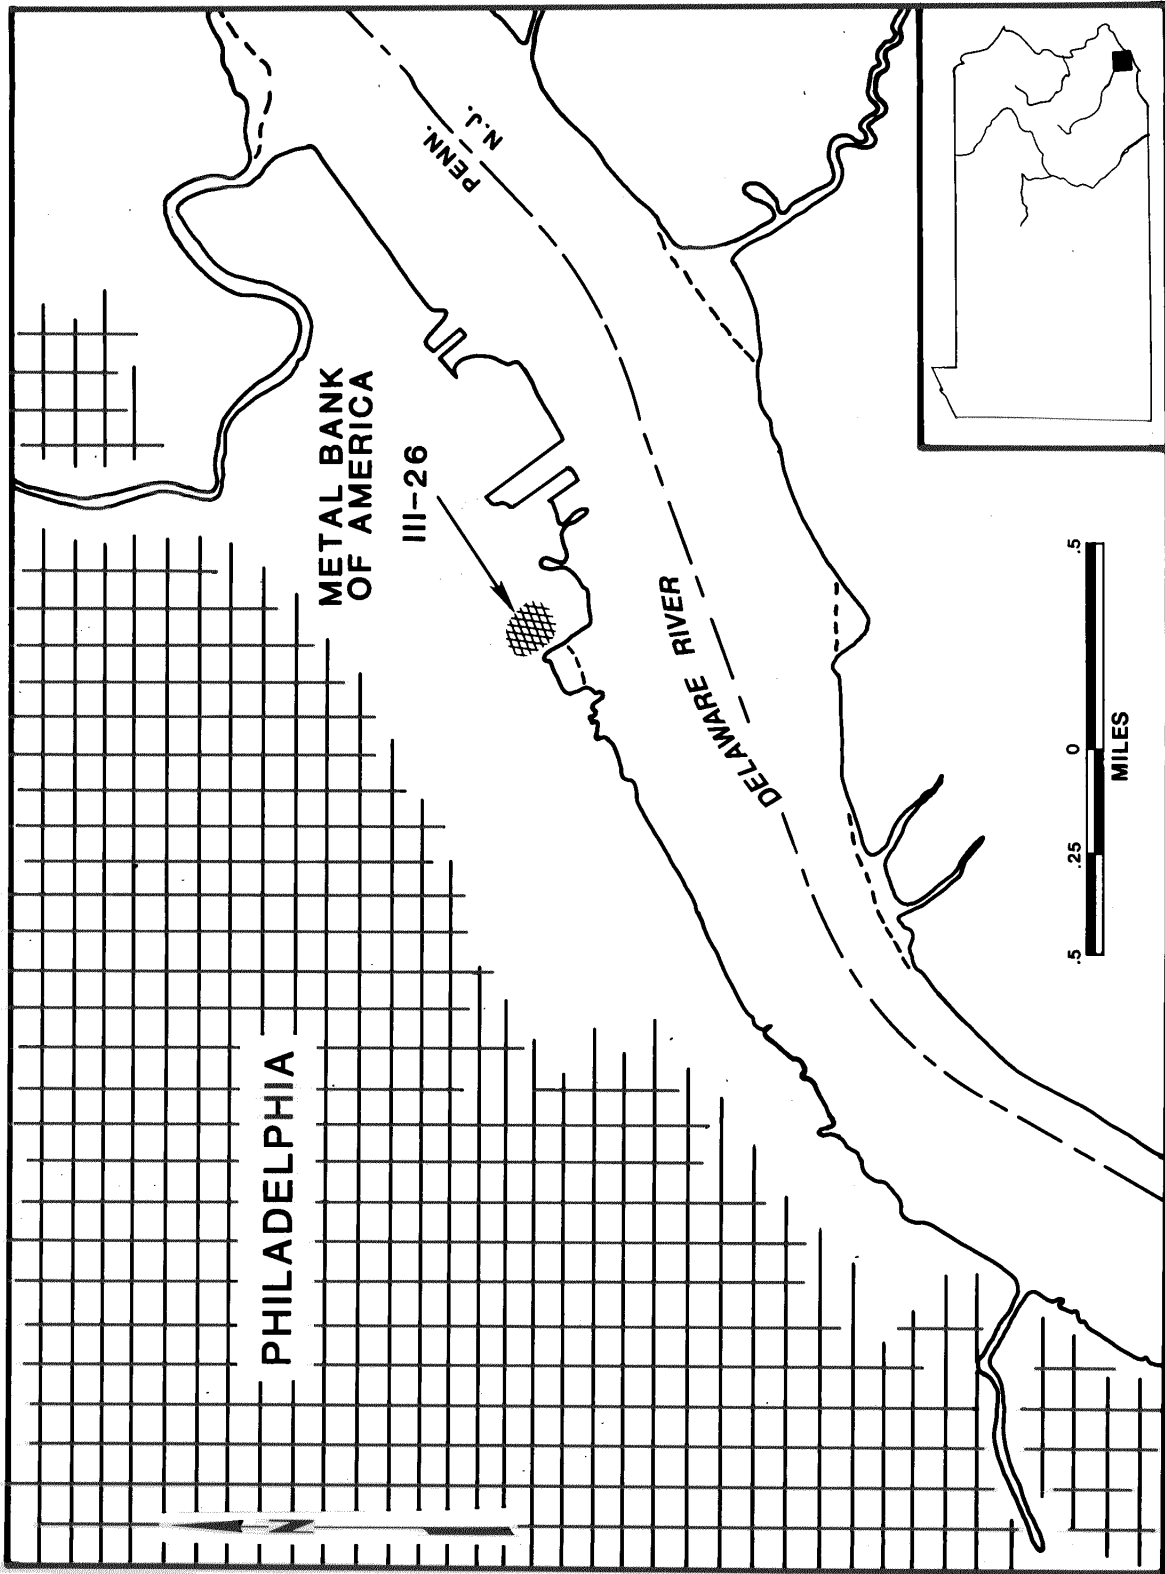 METAL BANK
OF AMERICA
III-26
PENN.
N.J.
DELAWARE RIVER
PHILADELPHIA
N
.5 .25 0 .5
MILES